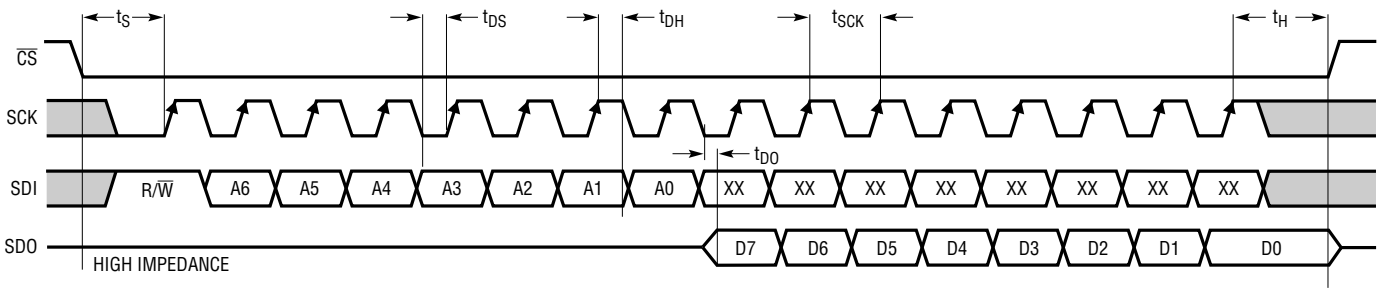 tS tDS tDH tSCK tH
C̅S̅
SCK
tDO
SDI R/W̅ A6 A5 A4 A3 A2 A1 A0 XX XX XX XX XX XX XX XX
SDO D7 D6 D5 D4 D3 D2 D1 D0
HIGH IMPEDANCE